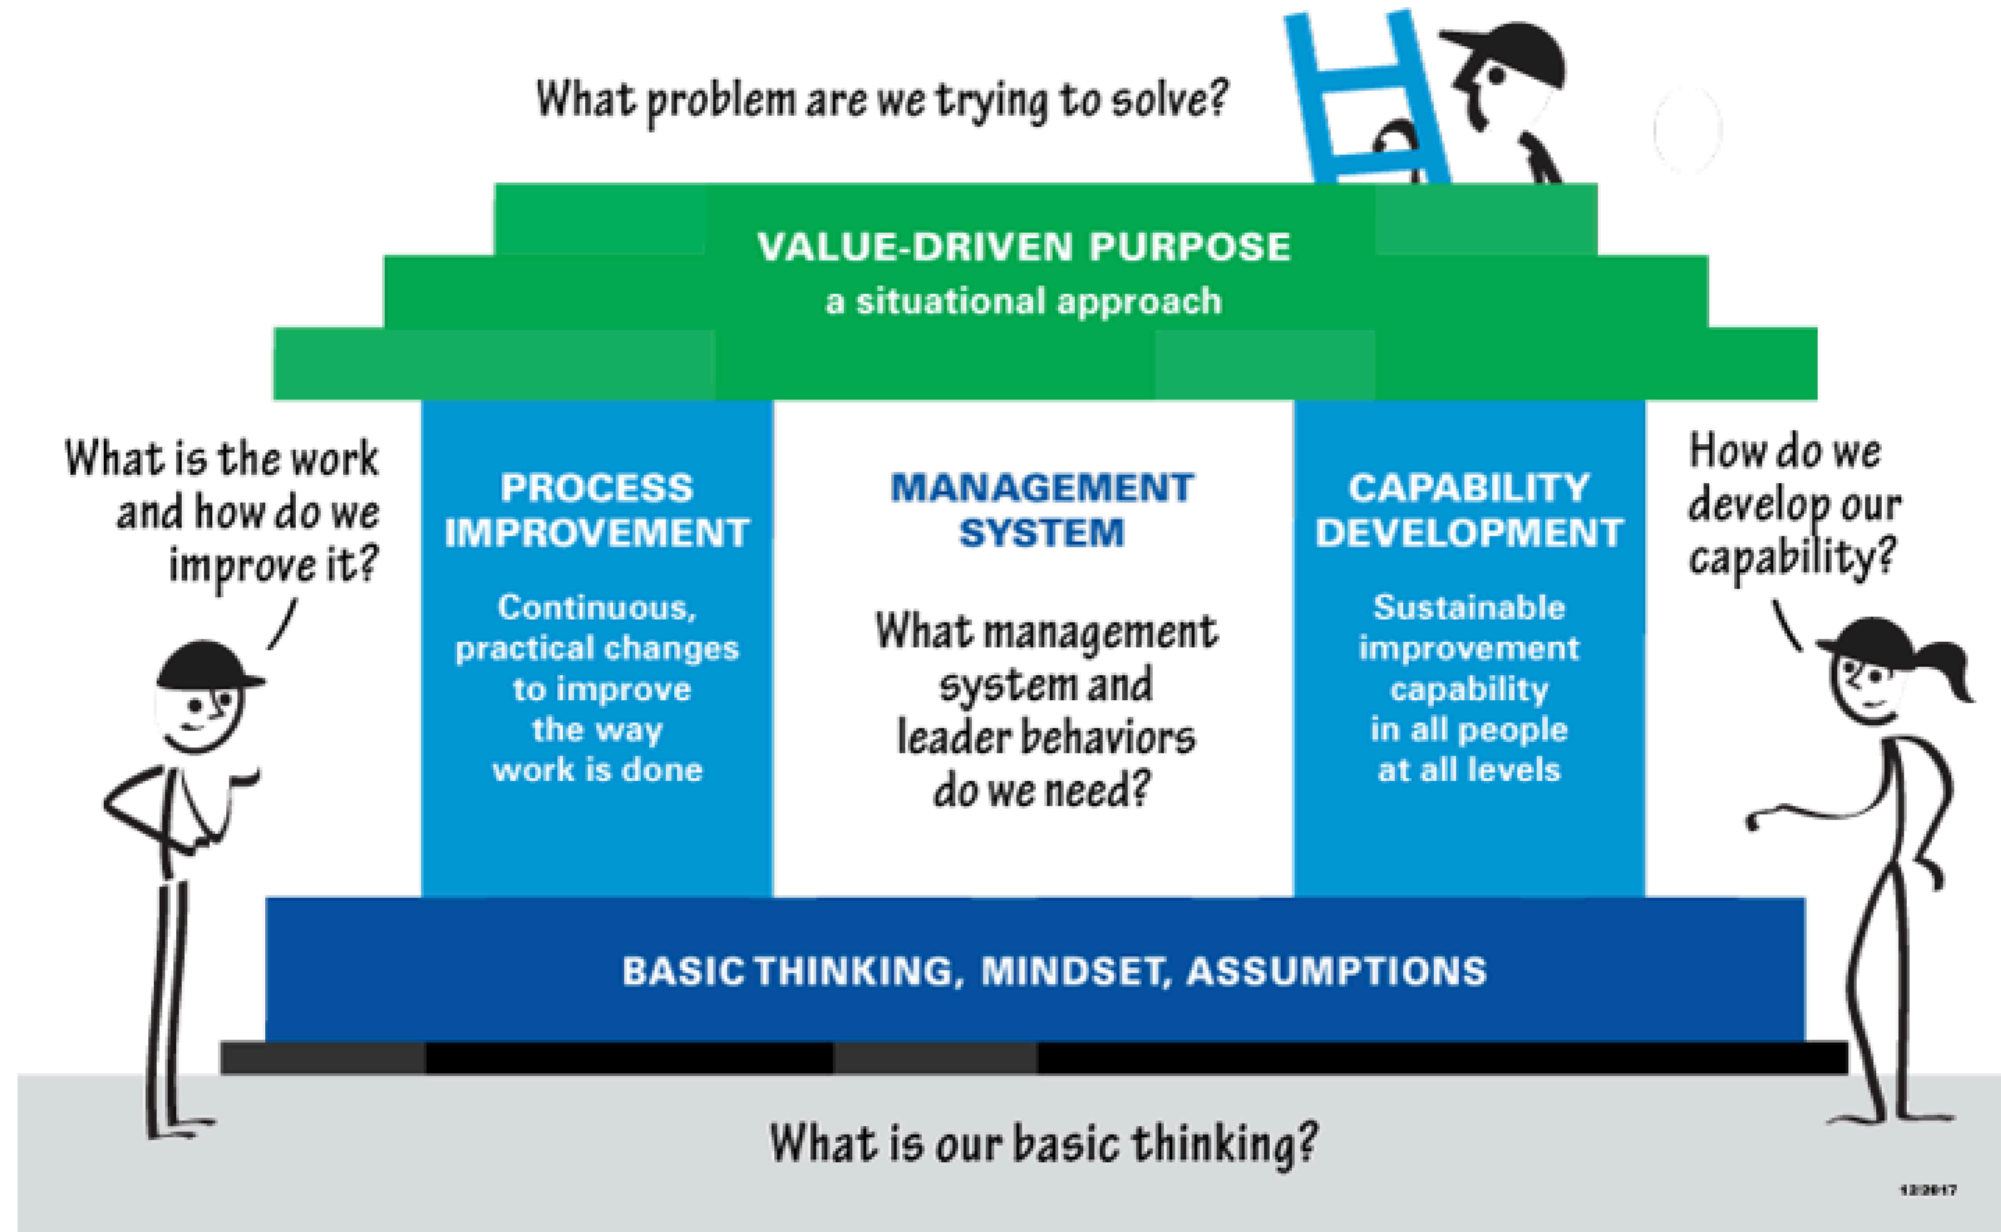 What problem are we trying to solve?
VALUE-DRIVEN PURPOSE
a situational approach
What is the work
and how do we
improve it?
PROCESS
IMPROVEMENT
Continuous,
practical changes
to improve
the way
work is done
MANAGEMENT
SYSTEM
What management
system and
leader behaviors
do we need?
CAPABILITY
DEVELOPMENT
Sustainable
improvement
capability
in all people
at all levels
How do we
develop our
capability?
BASIC THINKING, MINDSET, ASSUMPTIONS
What is our basic thinking?
12/2017